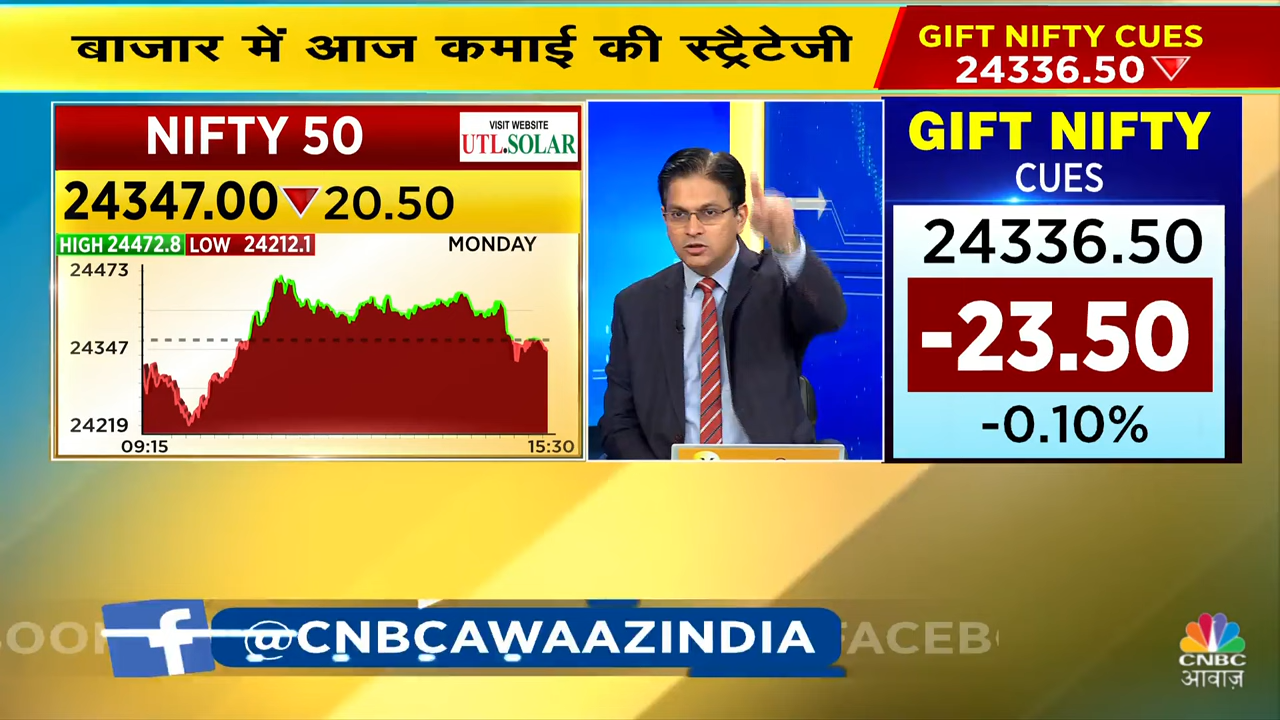 बाजार में आज कमाई की स्ट्रैटेजी
GIFT NIFTY CUES
24336.50
NIFTY 50
VISIT WEBSITE
UTL.SOLAR
24347.00 20.50
HIGH 24472.8 LOW 24212.1
MONDAY
24473
24347
24219
09:15 15:30
GIFT NIFTY
CUES
24336.50
-23.50
-0.10%
@CNBCAWAAZINDIA
CNBC
आवाज़